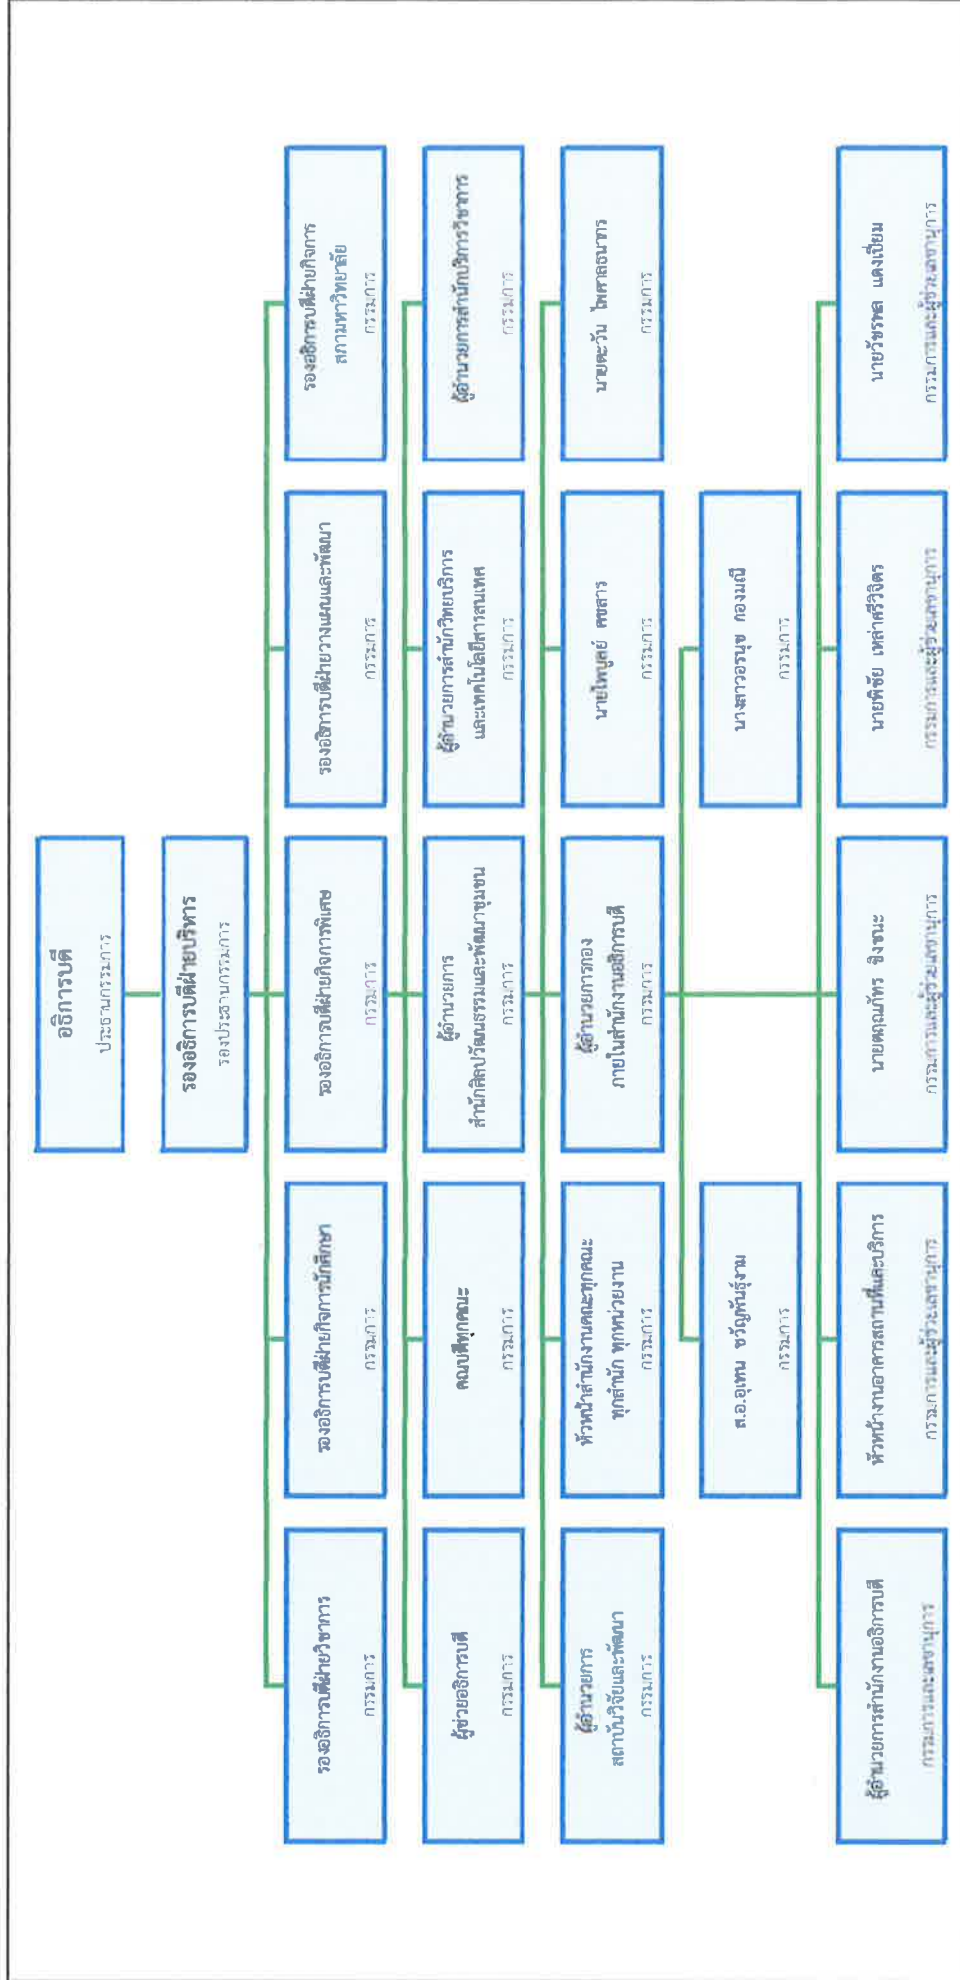 อธิการบดี
ประธานกรรมการ
รองอธิการบดีฝ่ายบริหาร
รองประธานกรรมการ
รองอธิการบดีฝ่ายวิชาการ
กรรมการ
รองอธิการบดีฝ่ายกิจการนักศึกษา
กรรมการ
รองอธิการบดีฝ่ายกิจการพิเศษ
กรรมการ
รองอธิการบดีฝ่ายวางแผนและพัฒนา
กรรมการ
รองอธิการบดีฝ่ายกิจการ
สภามหาวิทยาลัย
กรรมการ
ผู้ช่วยอธิการบดี
กรรมการ
คณบดีทุกคณะ
กรรมการ
ผู้อำนวยการ
สำนักศิลปวัฒนธรรมและพัฒนาชุมชน
กรรมการ
ผู้อำนวยการสำนักวิทยบริการ
และเทคโนโลยีสารสนเทศ
กรรมการ
ผู้อำนวยการสำนักบริการวิชาการ
กรรมการ
ผู้อำนวยการ
สถาบันวิจัยและพัฒนา
กรรมการ
หัวหน้าสำนักงานคณะทุกคณะ
ทุกสำนัก ทุกหน่วยงาน
กรรมการ
ผู้อำนวยการกอง
ภายในสำนักงานอธิการบดี
กรรมการ
นายไพบูลย์ คชสาร
กรรมการ
นายตะวัน ไพศาลธนากร
กรรมการ
ส.อ.อุเทน ขวัญพันธุ์งาม
กรรมการ
นางสาวอรนุช กองมณี
กรรมการ
ผู้อำนวยการสำนักงานอธิการบดี
กรรมการและเลขานุการ
หัวหน้างานอาคารสถานที่และบริการ
กรรมการและผู้ช่วยเลขานุการ
ชิงชนะ
กรรมการและผู้ช่วยเลขานุการ
นายพิชัย เหล่าศรีวิจิตร
กรรมการและผู้ช่วยเลขานุการ
นายวัชรพล แดงเปี่ยม
กรรมการและผู้ช่วยเลขานุการ